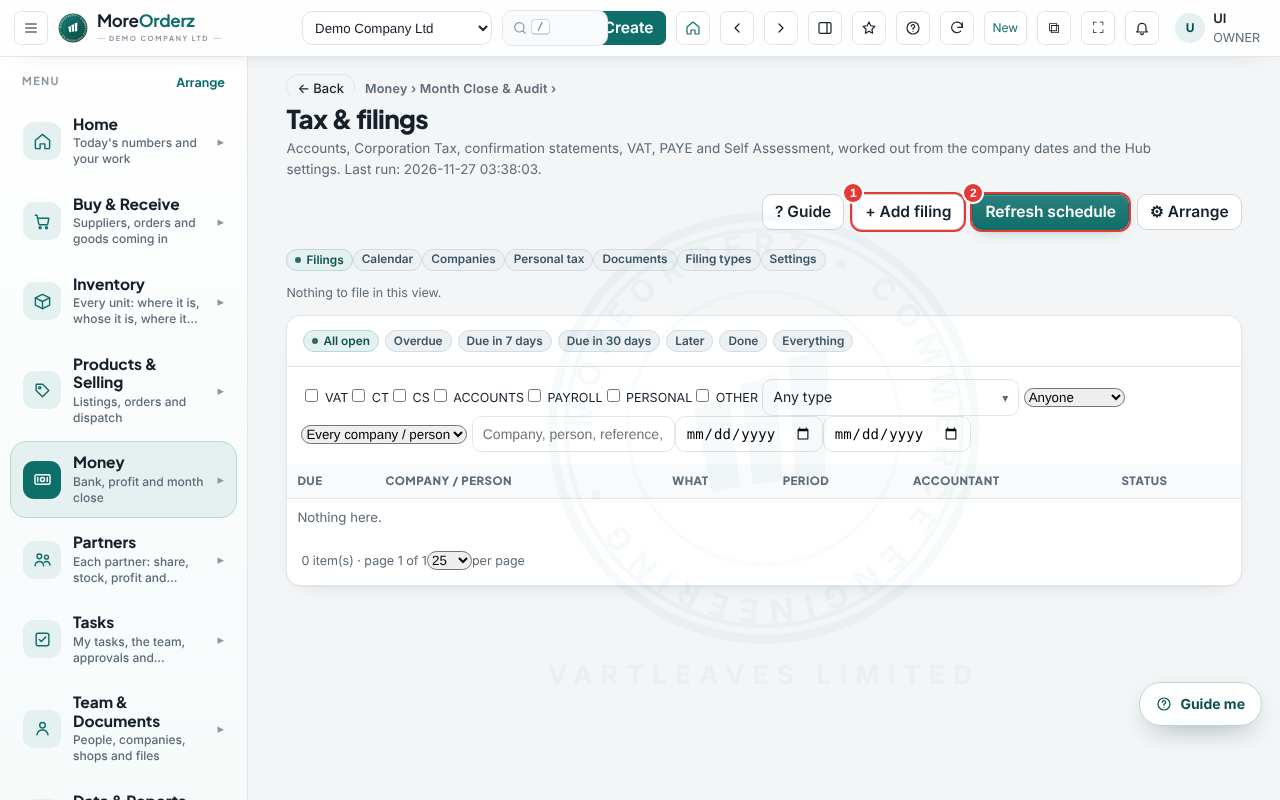 MoreOrderz
— DEMO COMPANY LTD —
Demo Company Ltd
/
Create
New
U
UI
OWNER
MENU
Arrange
Home
Today's numbers and
your work
Buy & Receive
Suppliers, orders and
goods coming in
Inventory
Every unit: where it is,
whose it is, where it...
Products &
Selling
Listings, orders and
dispatch
Money
Bank, profit and month
close
Partners
Each partner: share,
stock, profit and...
Tasks
My tasks, the team,
approvals and...
Team &
Documents
People, companies,
shops and files
Data & Reports
← Back
Money › Month Close & Audit ›
Tax & filings
Accounts, Corporation Tax, confirmation statements, VAT, PAYE and Self Assessment, worked out from the company dates and the Hub
settings. Last run: 2026-11-27 03:38:03.
? Guide
1
+ Add filing
2
Refresh schedule
⚙ Arrange
Filings
Calendar
Companies
Personal tax
Documents
Filing types
Settings
Nothing to file in this view.
All open
Overdue
Due in 7 days
Due in 30 days
Later
Done
Everything
VAT
CT
CS
ACCOUNTS
PAYROLL
PERSONAL
OTHER
Any type
Anyone
Every company / person
Company, person, reference,
mm/dd/yyyy
mm/dd/yyyy
DUE
COMPANY / PERSON
WHAT
PERIOD
ACCOUNTANT
STATUS
Nothing here.
0 item(s) · page 1 of 1
25
per page
VARTLEAVES LIMITED
Guide me